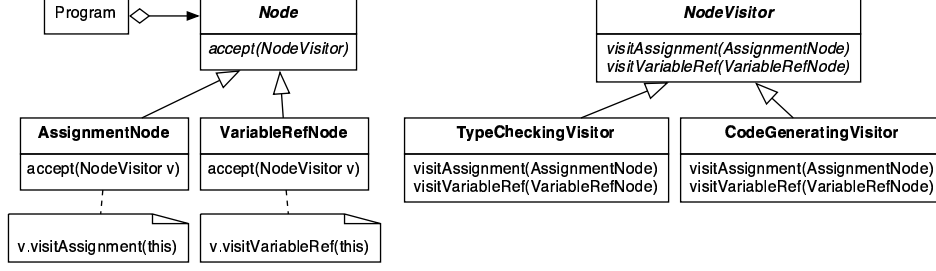 Program
Node
NodeVisitor
accept(NodeVisitor)
visitAssignment(AssignmentNode)
visitVariableRef(VariableRefNode)
AssignmentNode
VariableRefNode
TypeCheckingVisitor
CodeGeneratingVisitor
accept(NodeVisitor v)
accept(NodeVisitor v)
visitAssignment(AssignmentNode)
visitVariableRef(VariableRefNode)
visitAssignment(AssignmentNode)
visitVariableRef(VariableRefNode)
v.visitAssignment(this)
v.visitVariableRef(this)